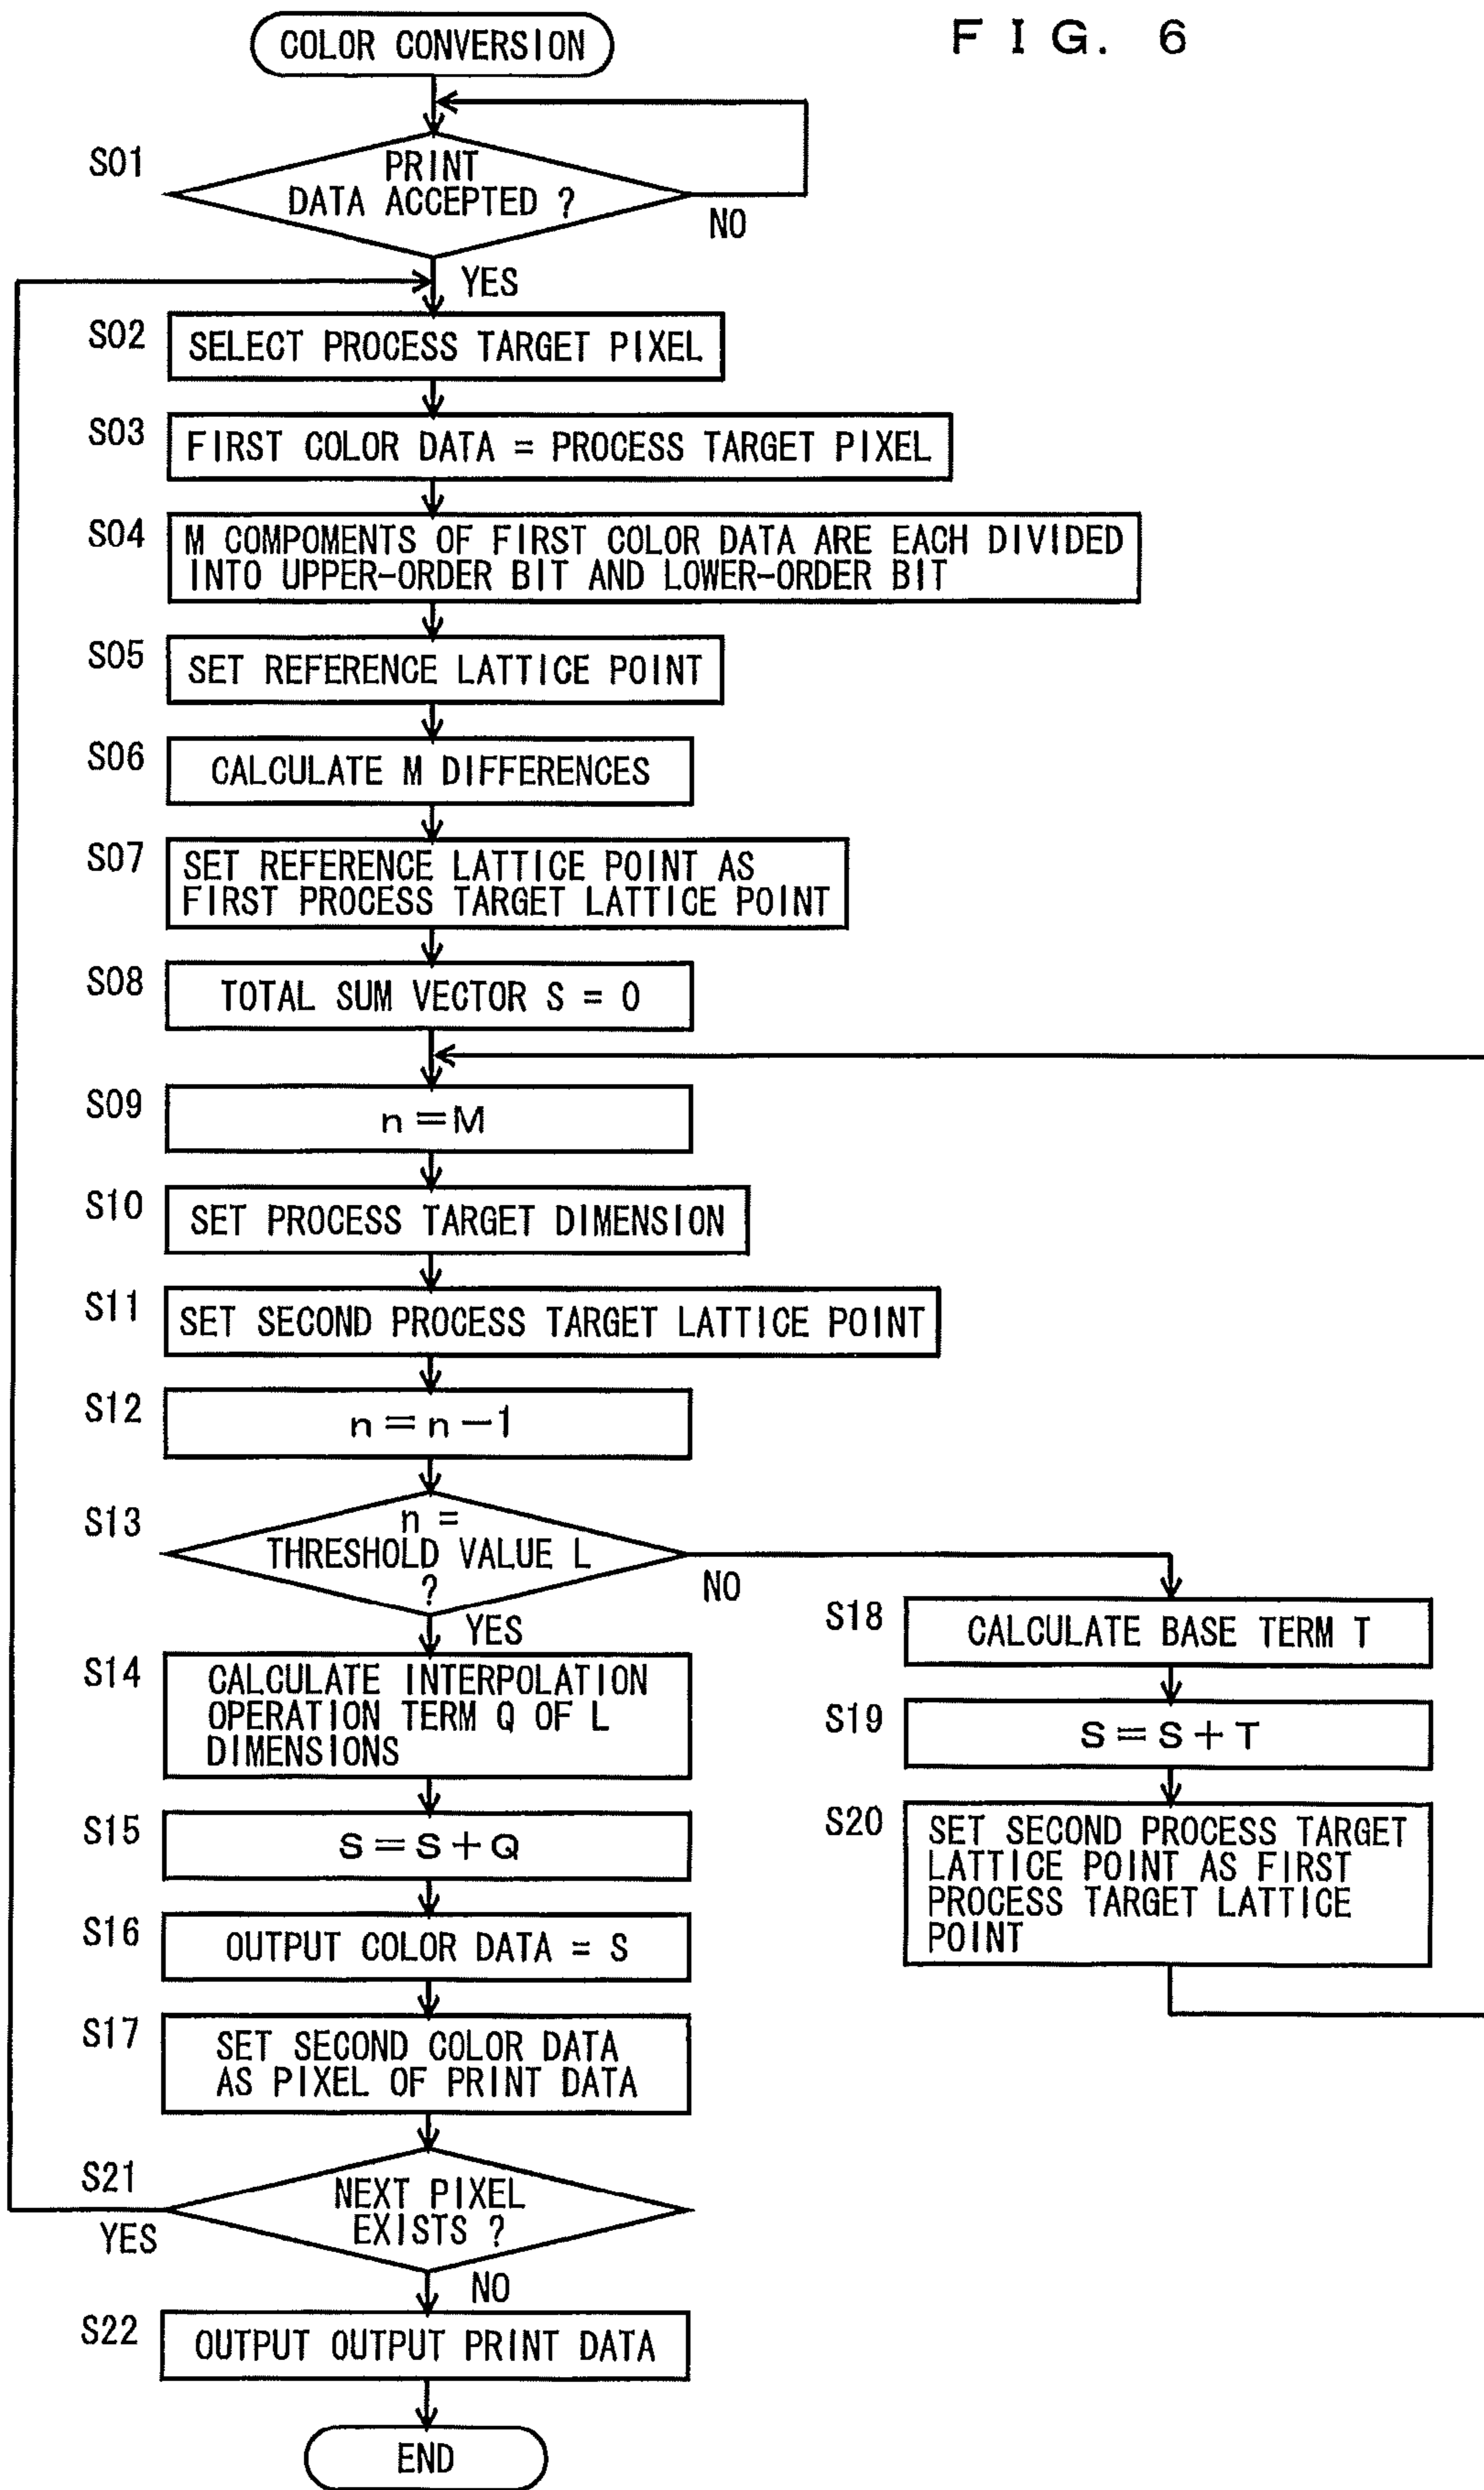 FIG. 6
COLOR CONVERSION
S01
PRINT
DATA ACCEPTED ?
NO
YES
S02
SELECT PROCESS TARGET PIXEL
S03
FIRST COLOR DATA = PROCESS TARGET PIXEL
S04
M COMPOMENTS OF FIRST COLOR DATA ARE EACH DIVIDED
INTO UPPER-ORDER BIT AND LOWER-ORDER BIT
S05
SET REFERENCE LATTICE POINT
S06
CALCULATE M DIFFERENCES
S07
SET REFERENCE LATTICE POINT AS
FIRST PROCESS TARGET LATTICE POINT
S08
TOTAL SUM VECTOR S = 0
S09
n=M
S10
SET PROCESS TARGET DIMENSION
S11
SET SECOND PROCESS TARGET LATTICE POINT
S12
n=n-1
S13
n =
THRESHOLD VALUE L
?
NO
YES
S14
CALCULATE INTERPOLATION
OPERATION TERM Q OF L
DIMENSIONS
S15
S=S+Q
S16
OUTPUT COLOR DATA = S
S17
SET SECOND COLOR DATA
AS PIXEL OF PRINT DATA
S18
CALCULATE BASE TERM T
S19
S=S+T
S20
SET SECOND PROCESS TARGET
LATTICE POINT AS FIRST
PROCESS TARGET LATTICE
POINT
S21
NEXT PIXEL
EXISTS ?
YES
NO
S22
OUTPUT OUTPUT PRINT DATA
END